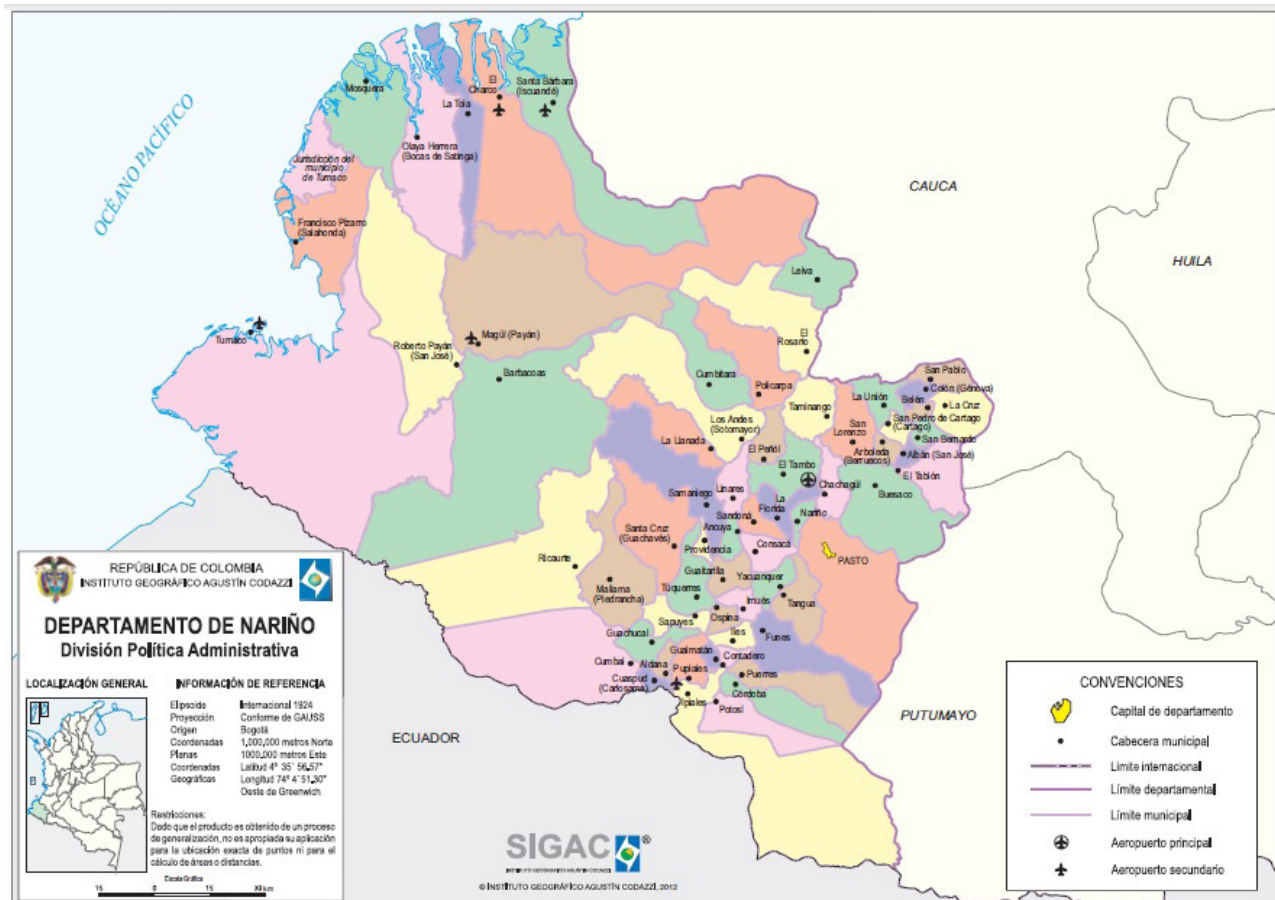 OCÉANO PACÍFICO
Mosquera
El
Charco
Santa Bárbara
(Iscuandé)
La Tola
Olaya Herrera
(Bocas de Satinga)
Jurisdicción del
municipio
de Tumaco
Francisco Pizarro
(Salahonda)
CAUCA
HUILA
Leiva
Tumaco
Magüí (Payán)
Roberto Payán
(San José)
Barbacoas
El
Rosario
Cumbitara
Policarpa
San Pablo
Colón (Génova)
La Unión
Belén
La Cruz
Taminango
San Pedro de Cartago
(Cartago)
Los Andes
(Sotomayor)
San
Lorenzo
San Bernardo
La Llanada
El Peñól
Arboleda
(Berruecos)
Albán (San José)
El Tambo
El Tablón
Chachagüí
Buesaco
Linares
Samaniego
La
Florida
Nariño
Sandoná
Ancuya
Santa Cruz
(Guachavés)
Providencia
Consacá
PASTO
Ricaurte
Guaitarilla
Yacuanquer
Mallama
(Piedrancha)
Túquerres
Tangua
Imués
Ospina
Sapuyes
Guachucal
Iles
Funes
Gualmatán
Contadero
Cumbal
Aldana
Pupiales
Puerres
Cuaspud
(Carlosama)
Córdoba
Ipiales
Potosí
ECUADOR
PUTUMAYO
REPÚBLICA DE COLOMBIA
INSTITUTO GEOGRÁFICO AGUSTÍN CODAZZI
DEPARTAMENTO DE NARIÑO
División Política Administrativa
LOCALIZACIÓN GENERAL
INFORMACIÓN DE REFERENCIA
Elipsoide Internacional 1924
Proyección Conforme de GAUSS
Origen Bogotá
Coordenadas 1,000,000 metros Norte
Planas 1000.000 metros Este
Coordenadas Latitud 4° 35' 56.57"
Geográficas Longitud 74° 4' 51.30"
Oeste de Greenwich
Restricciones:
Dado que el producto es obtenido de un proceso
de generalización, no es apropiada su aplicación
para la ubicación exacta de puntos ni para el
cálculo de áreas o distancias.
Escala Gráfica
15 0 15 30 km
SIGAC ®
INSTITUTO GEOGRÁFICO AGUSTÍN CODAZZI
© INSTITUTO GEOGRÁFICO AGUSTÍN CODAZZI, 2012
CONVENCIONES
Capital de departamento
Cabecera municipal
Límite internacional
Límite departamental
Límite municipal
Aeropuerto principal
Aeropuerto secundario